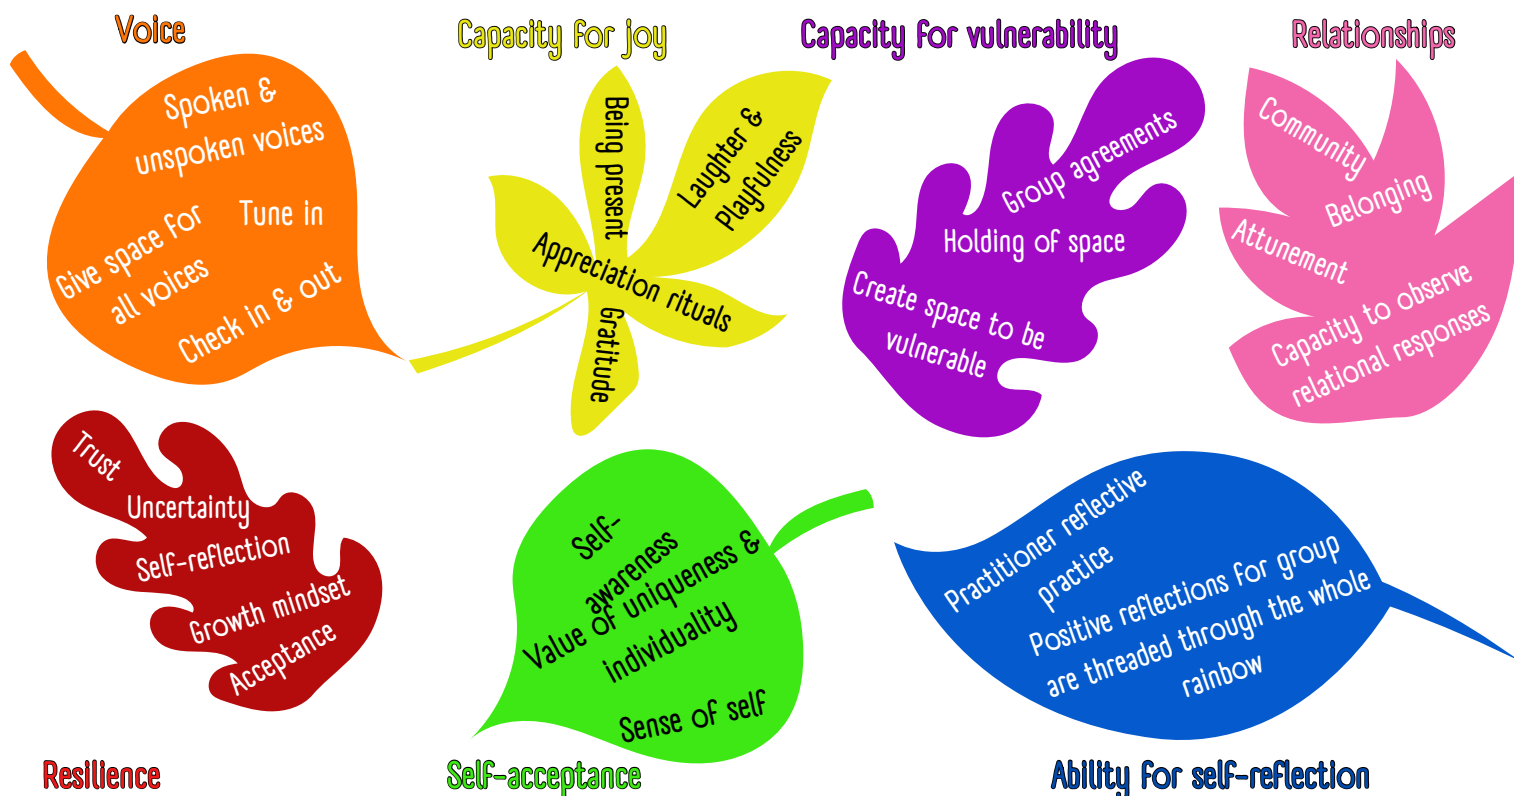 Voice
Spoken &
unspoken voices
Tune in
Give space for
all voices
Check in & out
Capacity for joy
Being present
Laughter &
Playfulness
Appreciation rituals
Gratitude
Capacity for vulnerability
Group agreements
Holding of space
Create space to be
vulnerable
Relationships
Community
Belonging
Attunement
Capacity to observe
relational responses
Trust
Uncertainty
Self-reflection
Growth mindset
Acceptance
Resilience
Self-
awareness
Value of uniqueness &
individuality
Sense of self
Self-acceptance
Practitioner reflective
practice
Positive reflections for group
are threaded through the whole
rainbow
Ability for self-reflection